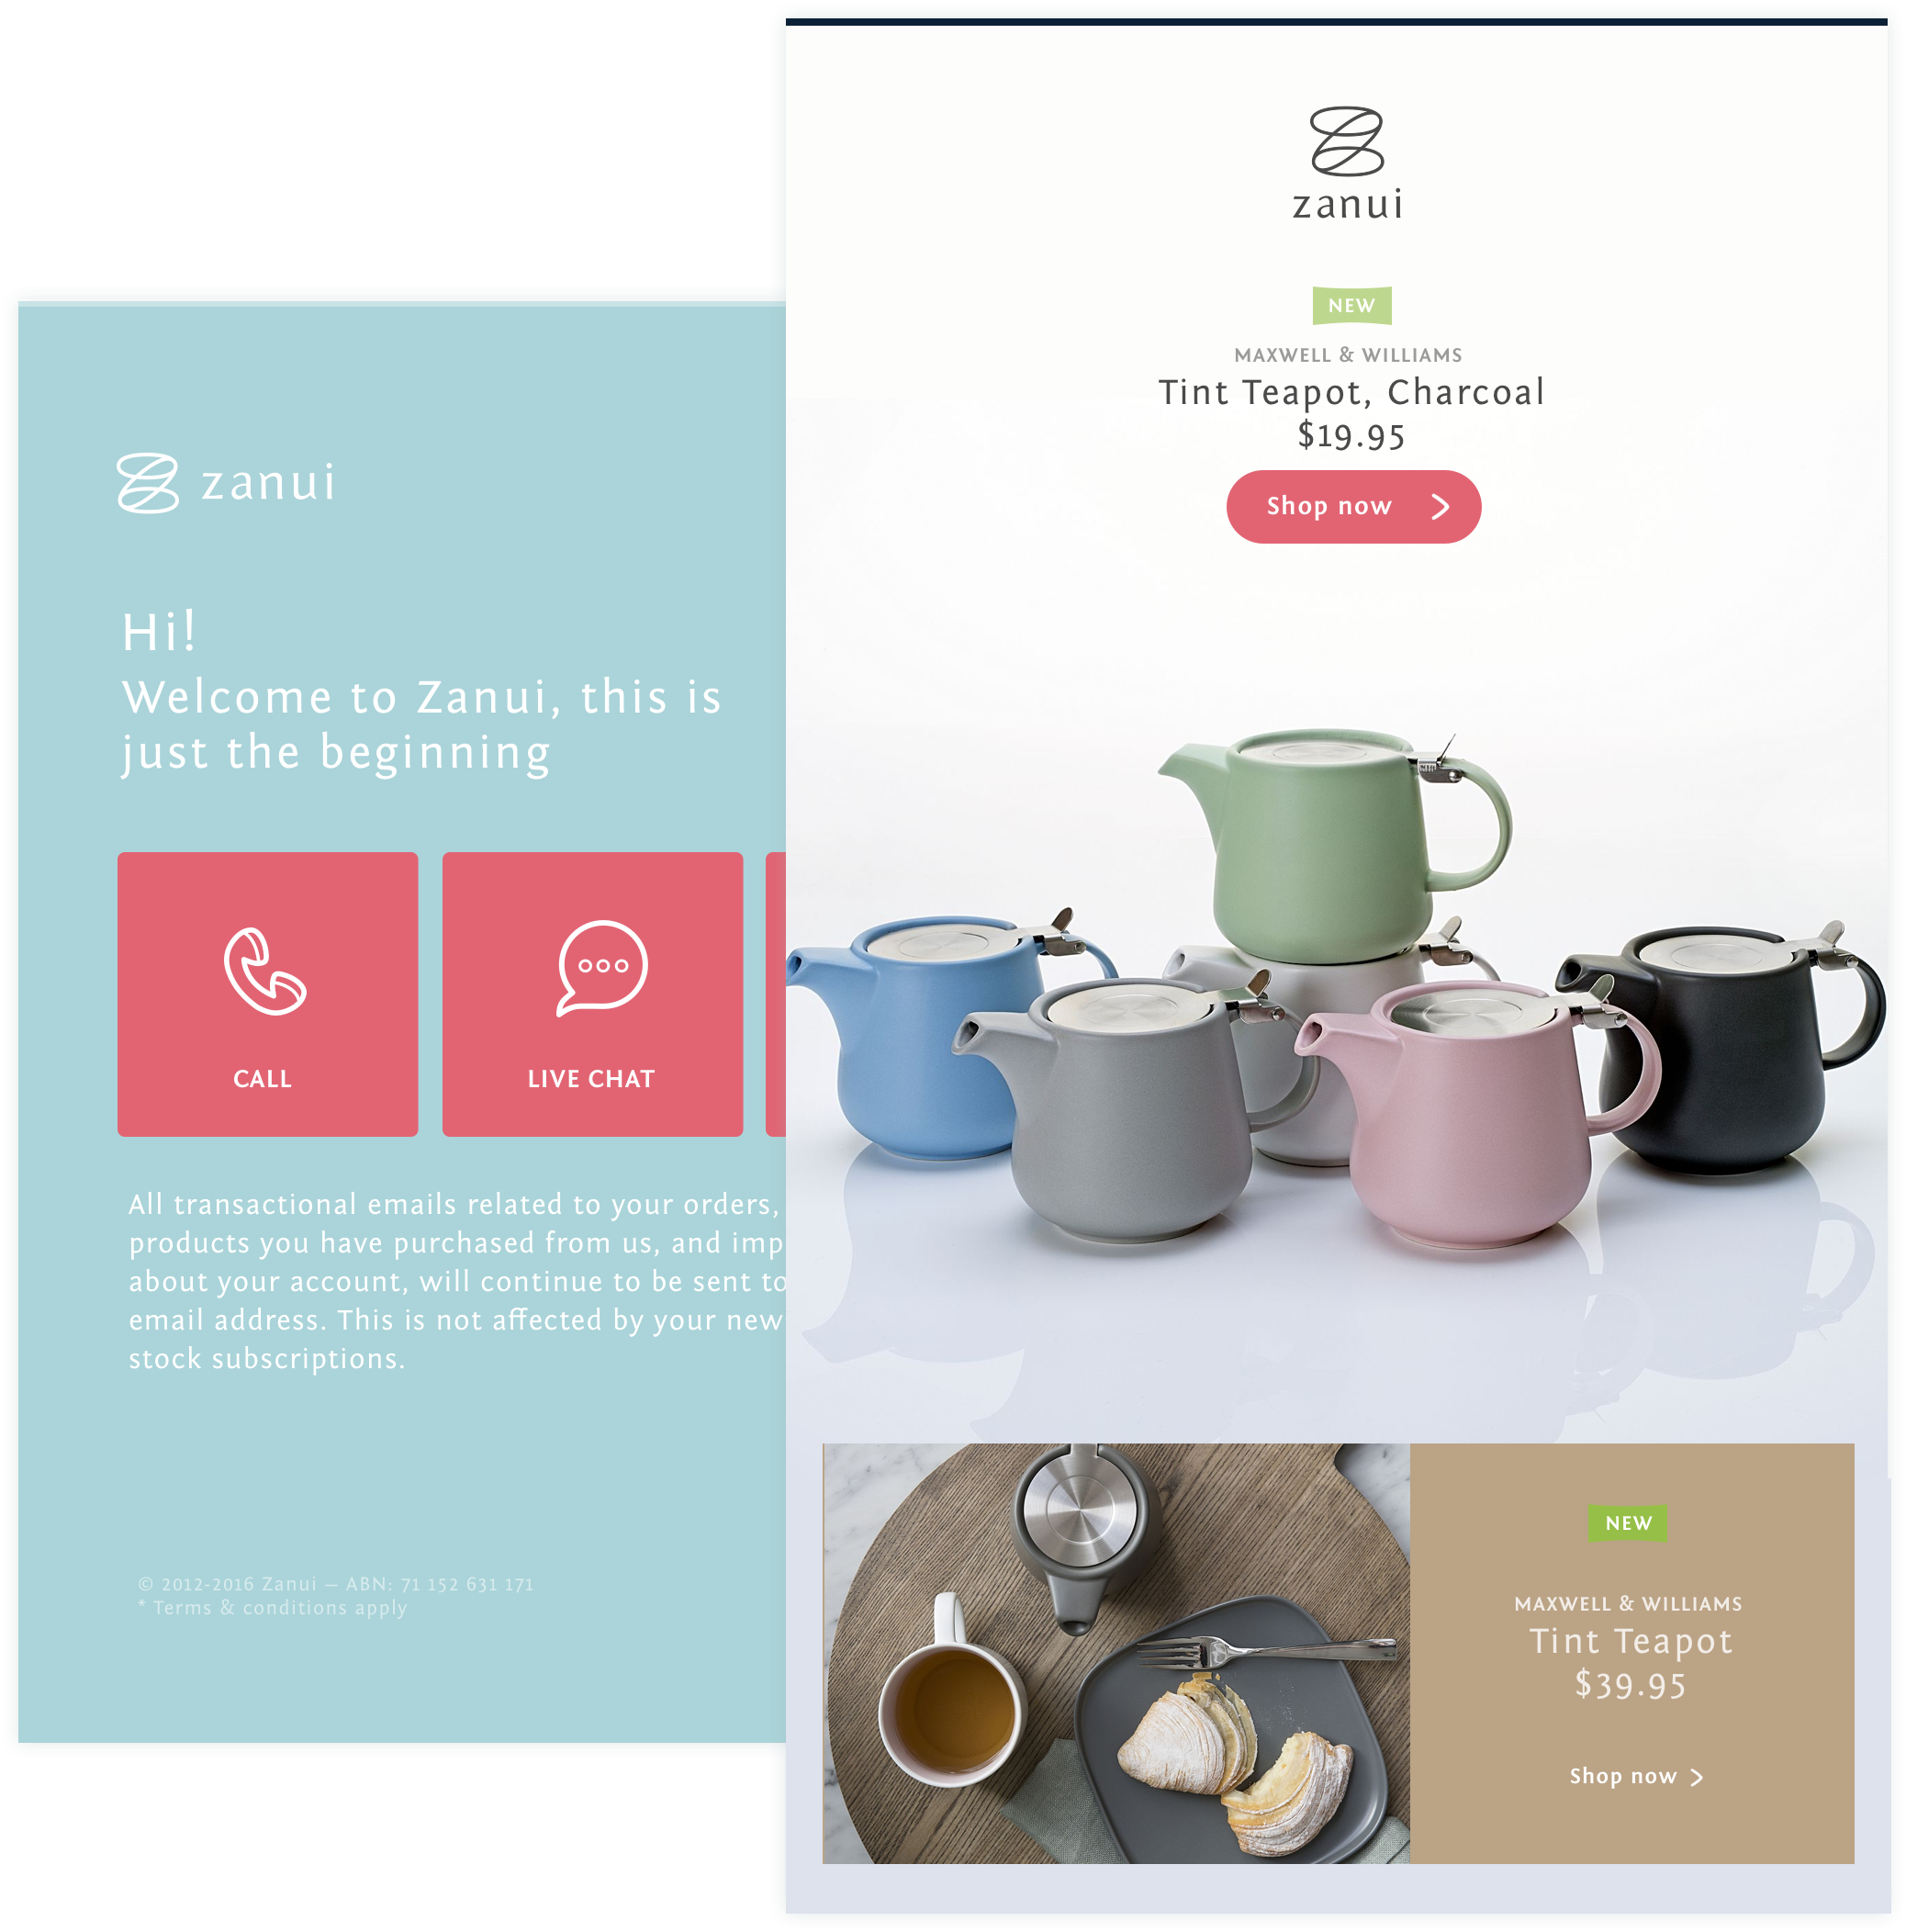 zanui
Hi!
Welcome to Zanui, this is
just the beginning
CALL
LIVE CHAT
All transactional emails related to your orders,
products you have purchased from us, and
about your account, will continue to be sent to
email address. This is not affected by your new
stock subscriptions.
© 2012-2016 Zanui — ABN: 71 152 631 171
* Terms & conditions apply
zanui
NEW
MAXWELL & WILLIAMS
Tint Teapot, Charcoal
$19.95
Shop now
NEW
MAXWELL & WILLIAMS
Tint Teapot
$39.95
Shop now